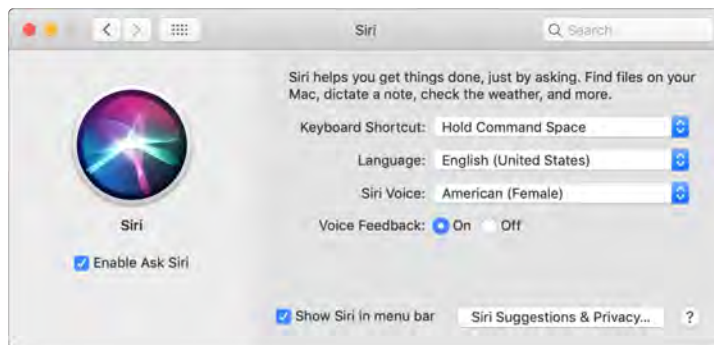 Siri
Search
Siri helps you get things done, just by asking. Find files on your
Mac, dictate a note, check the weather, and more.
Keyboard Shortcut: Hold Command Space
Language: English (United States)
Siri Voice: American (Female)
Siri
Voice Feedback: On Off
Enable Ask Siri
Show Siri in menu bar Siri Suggestions & Privacy... ?